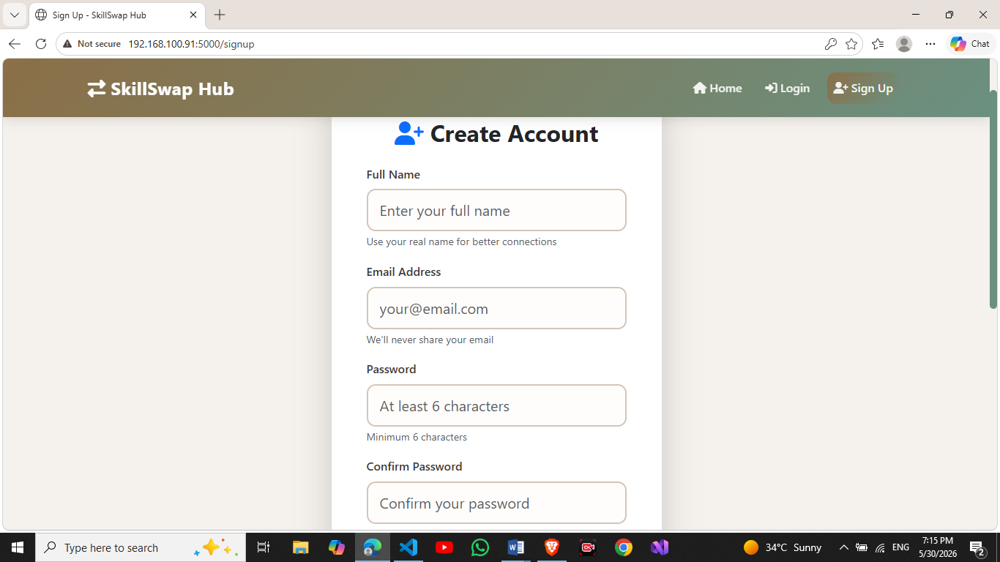 Sign Up - SkillSwap Hub
Not secure 192.168.100.91:5000/signup
Chat
SkillSwap Hub
Home
Login
Sign Up
Create Account
Full Name
Enter your full name
Use your real name for better connections
Email Address
your@email.com
We'll never share your email
Password
At least 6 characters
Minimum 6 characters
Confirm Password
Confirm your password
Type here to search
34°C Sunny
ENG
7:15 PM
5/30/2026
2